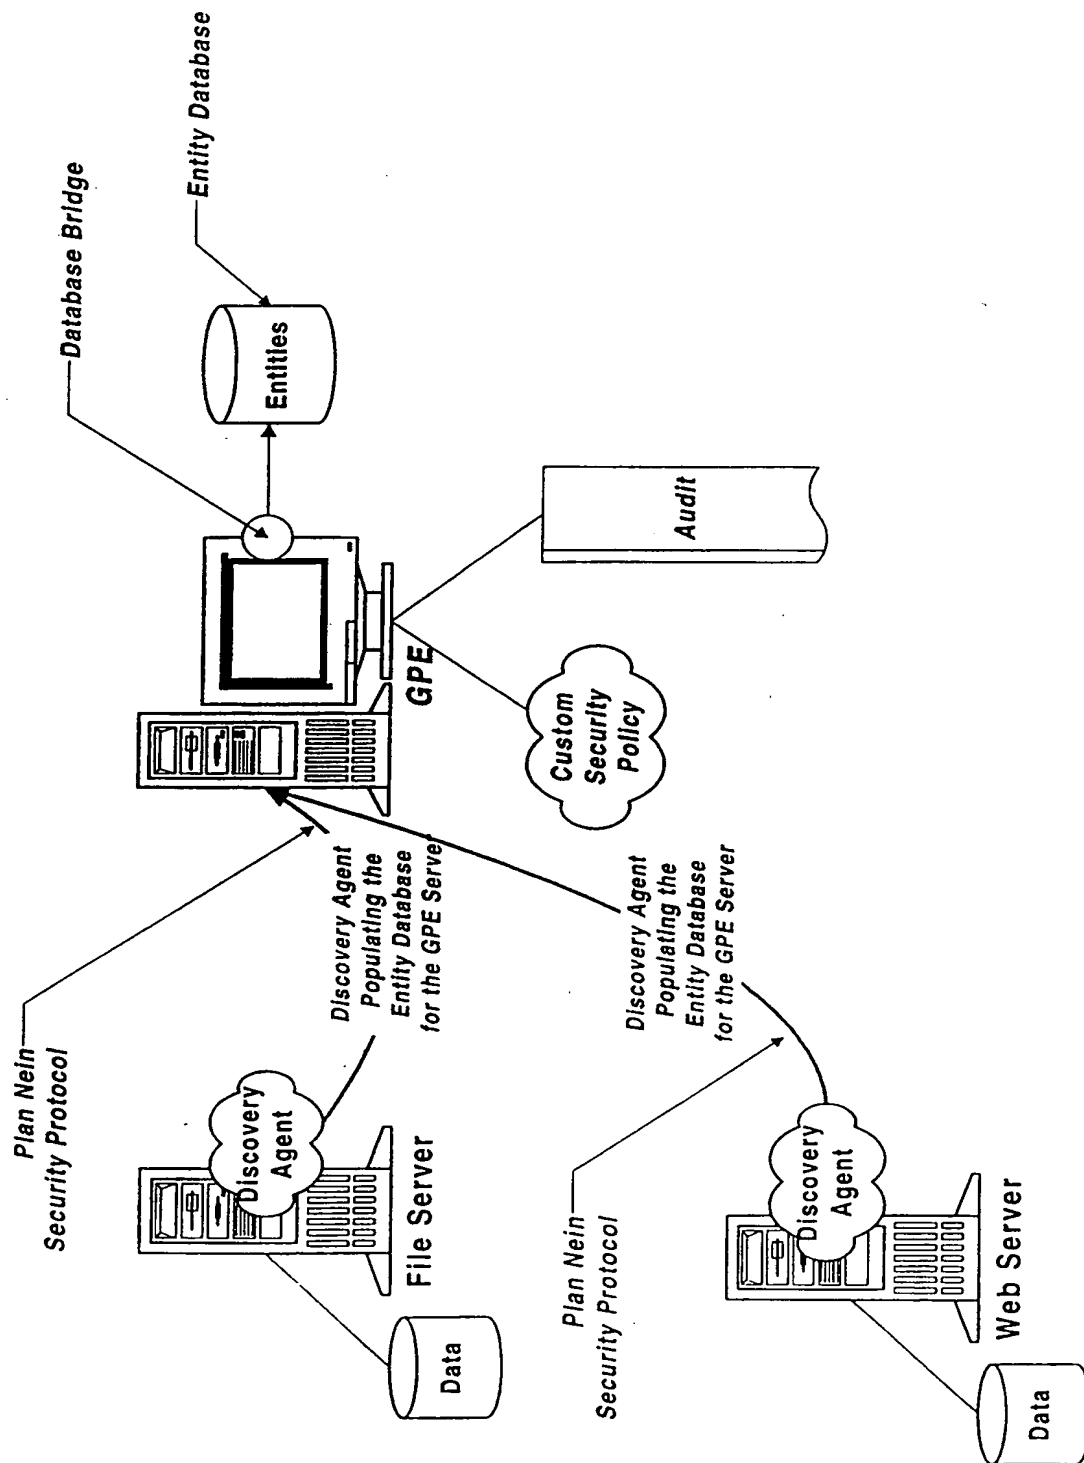 Plan Nein
Security Protocol
Database Bridge
Entity Database
Entities
GPE
Discovery Agent
Populating the
Entity Database
for the GPE Server
Discovery
Agent
File Server
Data
Custom
Security
Policy
Audit
Plan Nein
Security Protocol
Discovery Agent
Populating the
Entity Database
for the GPE Server
Discovery
Agent
Web Server
Data